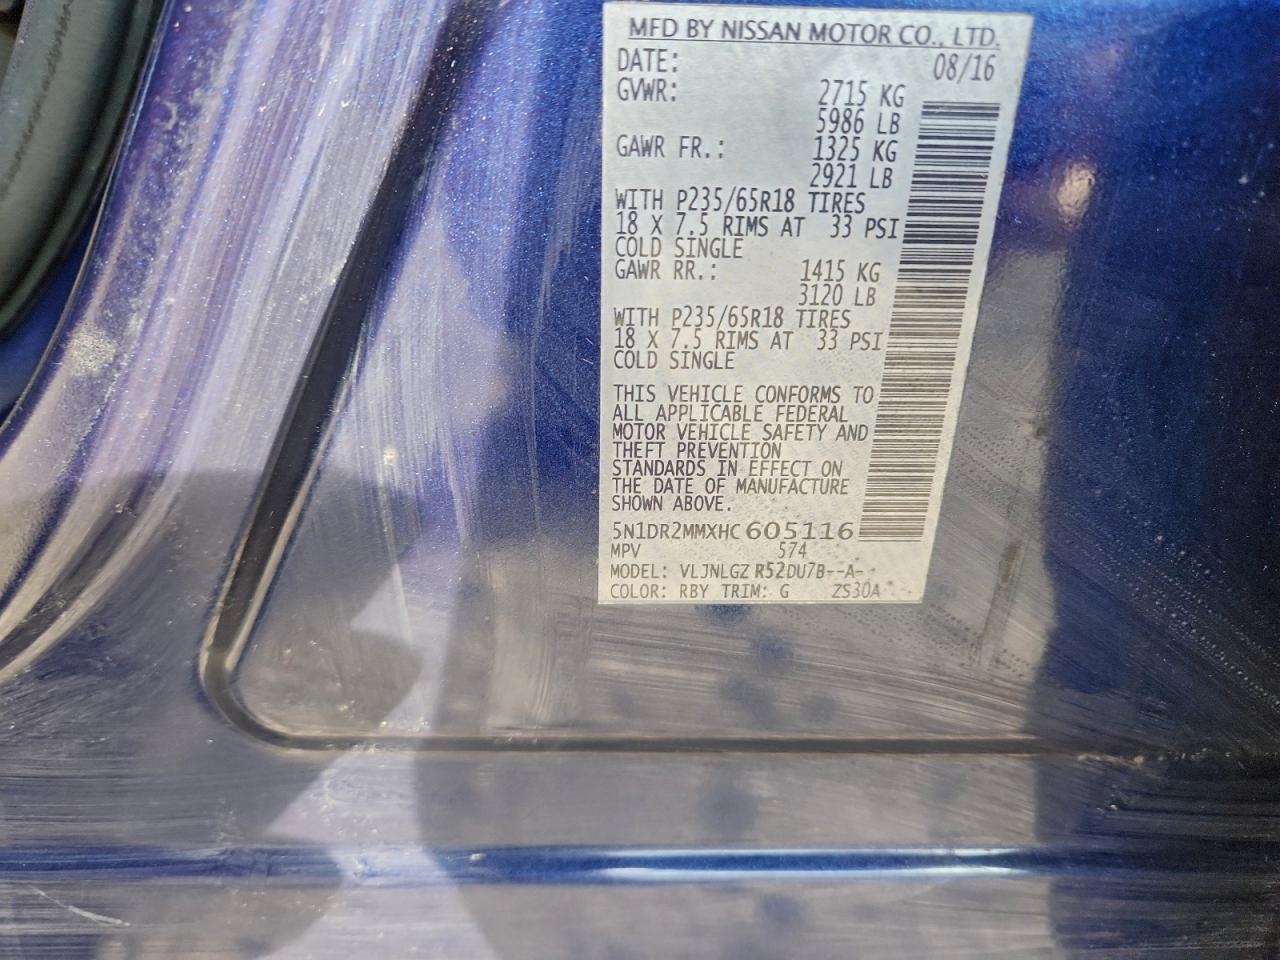 MFD BY NISSAN MOTOR CO., LTD.
DATE: 08/16
GVWR: 2715 KG
5986 LB
GAWR FR.: 1325 KG
2921 LB
WITH P235/65R18 TIRES
18 X 7.5 RIMS AT 33 PSI
COLD SINGLE
GAWR RR.: 1415 KG
3120 LB
WITH P235/65R18 TIRES
18 X 7.5 RIMS AT 33 PSI
COLD SINGLE
THIS VEHICLE CONFORMS TO
ALL APPLICABLE FEDERAL
MOTOR VEHICLE SAFETY AND
THEFT PREVENTION
STANDARDS IN EFFECT ON
THE DATE OF MANUFACTURE
SHOWN ABOVE.
5N1DR2MMXHC605116
MPV 574
MODEL: VLJNLGZ R52DU7B--A-
COLOR: RBY TRIM: G ZS30A